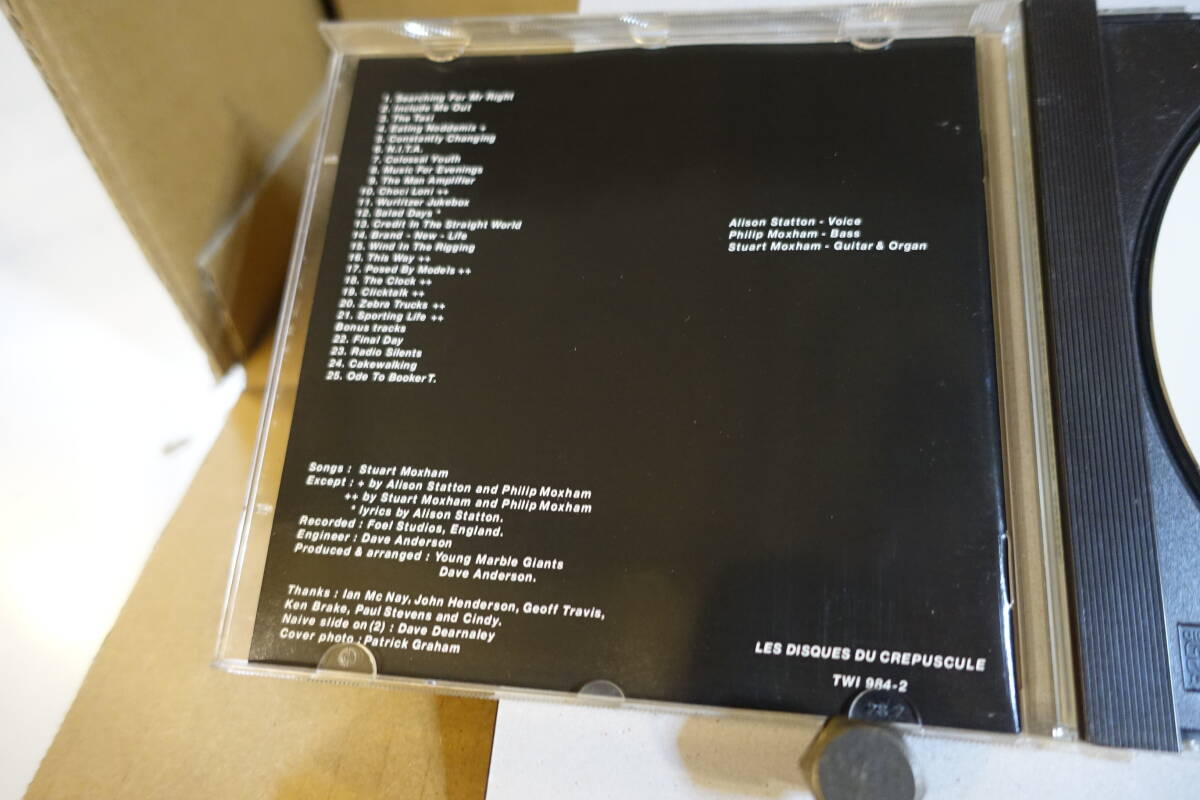 1. Searching For Mr Right
2. Include Me Out
3. The Taxi
4. Eating Noddemix +
5. Constantly Changing
6. N.I.T.A.
7. Colossal Youth
8. Music For Evenings
9. The Man Amplifier
10. Choci Loni ++
11. Wurlitzer Jukebox
12. Salad Days *
13. Credit In The Straight World
14. Brand - New - Life
15. Wind In The Rigging
16. This Way ++
17. Posed By Models ++
18. The Clock ++
19. Clicktalk ++
20. Zebra Trucks ++
21. Sporting Life ++
Bonus tracks
22. Final Day
23. Radio Silents
24. Cakewalking
25. Ode To Booker T.
Songs : Stuart Moxham
Except : + by Alison Statton and Philip Moxham
++ by Stuart Moxham and Philip Moxham
* lyrics by Alison Statton.
Recorded : Foel Studios, England.
Engineer : Dave Anderson
Produced & arranged : Young Marble Giants
Dave Anderson.
Thanks : Ian Mc Nay, John Henderson, Geoff Travis,
Ken Brake, Paul Stevens and Cindy.
Naive slide on (2) : Dave Dearnaley
Cover photo : Patrick Graham
Alison Statton - Voice
Philip Moxham - Bass
Stuart Moxham - Guitar & Organ
LES DISQUES DU CREPUSCULE
TWI 984-2